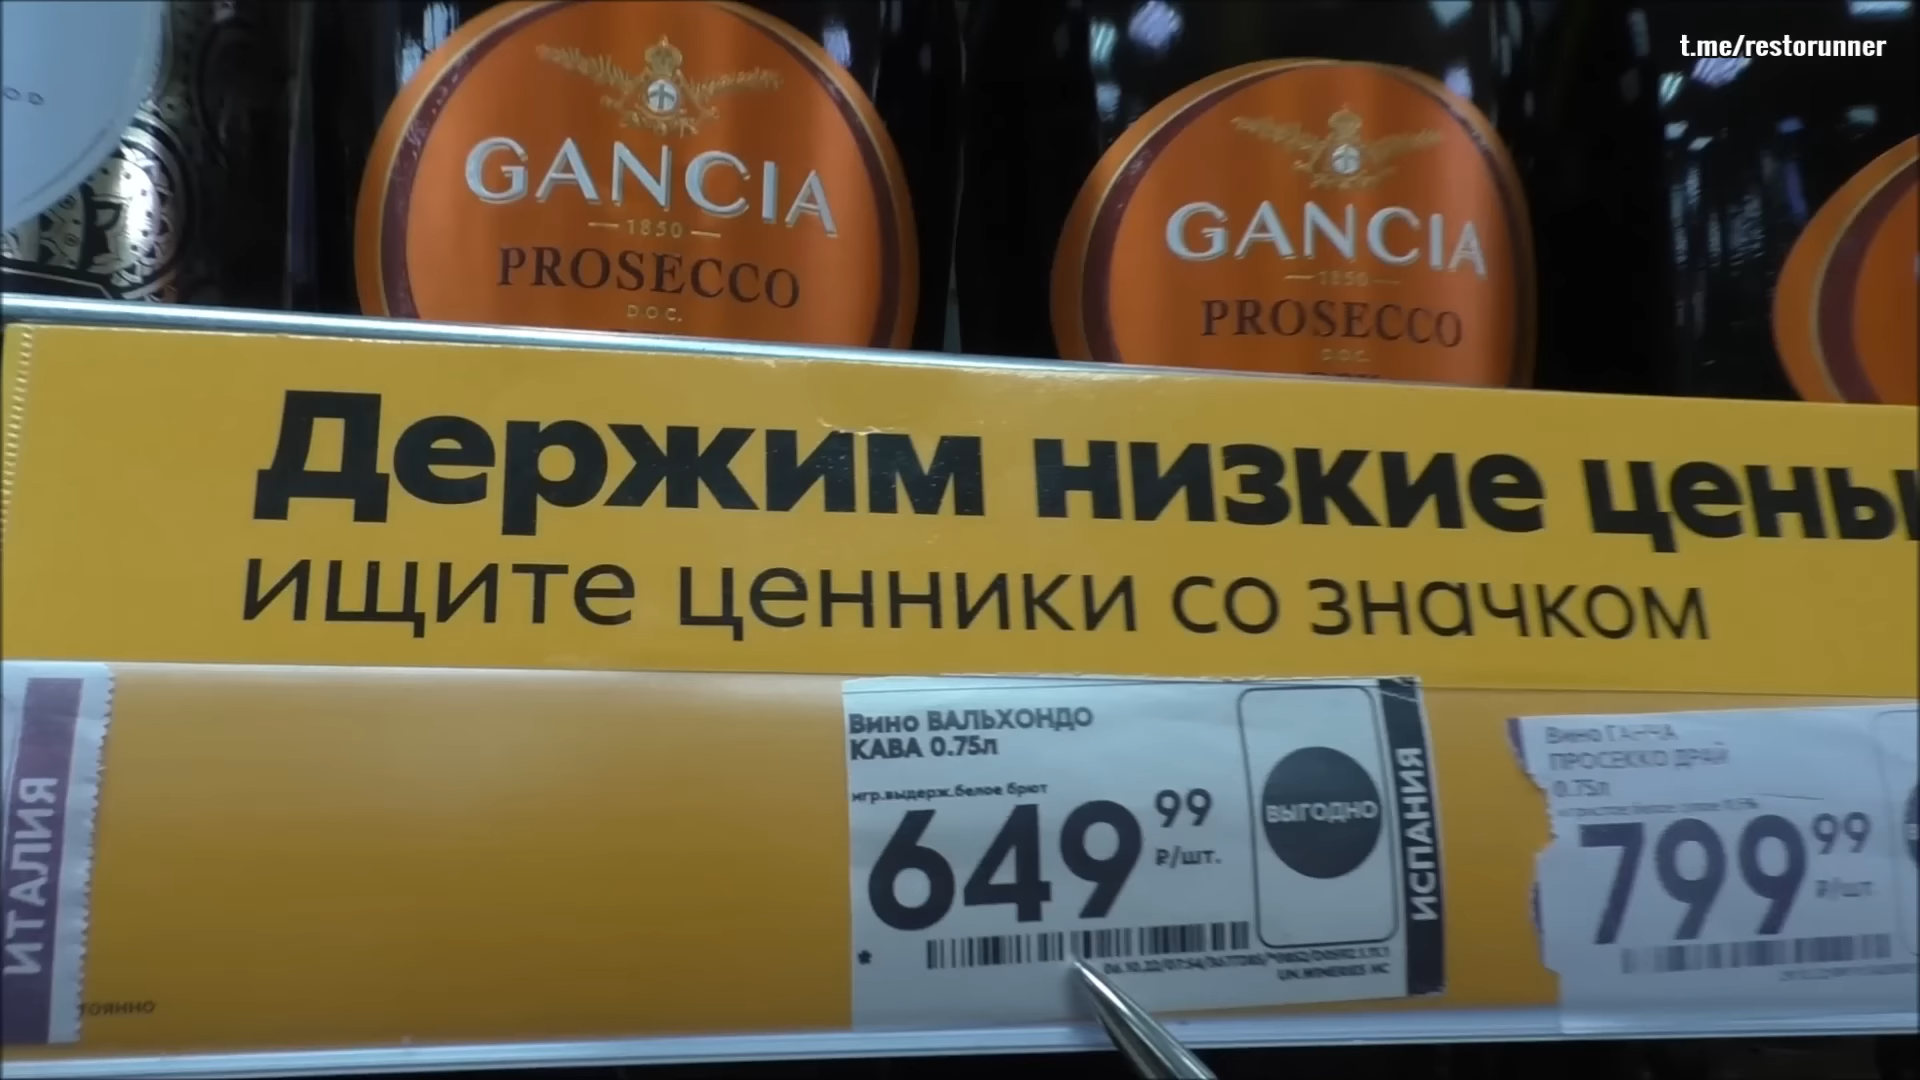 t.me/restorunner
GANCIA
1850
PROSECCO
D.O.C.
GANCIA
1850
PROSECCO
D.O.C.
Держим низкие цены
ищите ценники со значком
ИТАЛИЯ
тоянно
Вино ВАЛЬХОНДО
КАВА 0.75л
игр.выдерж.белое брют
649 99
₽/шт.
ВЫГОДНО
ИСПАНИЯ
Вино ГАНЧА
ПРОСЕККО ДРАЙ
0.75л
799 99
₽/шт